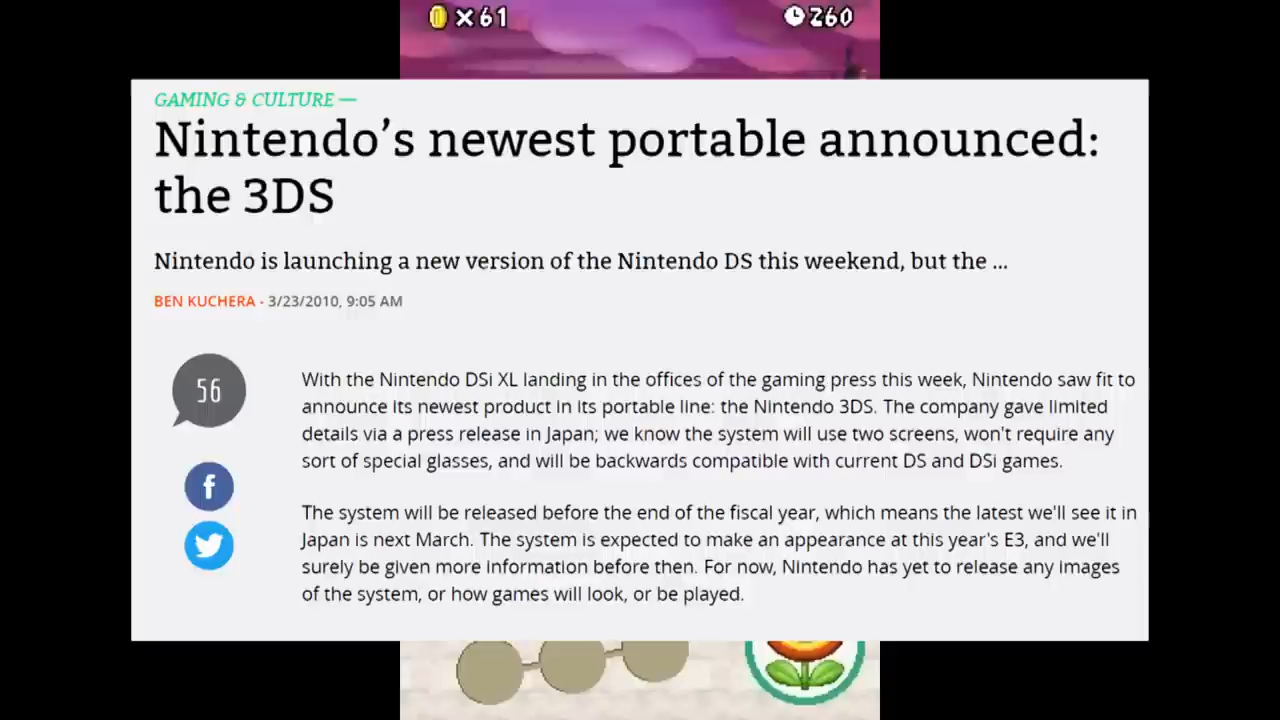 ×61
260
GAMING & CULTURE —
Nintendo’s newest portable announced:
the 3DS
Nintendo is launching a new version of the Nintendo DS this weekend, but the ...
BEN KUCHERA - 3/23/2010, 9:05 AM
56
With the Nintendo DSi XL landing in the offices of the gaming press this week, Nintendo saw fit to
announce its newest product in its portable line: the Nintendo 3DS. The company gave limited
details via a press release in Japan; we know the system will use two screens, won't require any
sort of special glasses, and will be backwards compatible with current DS and DSi games.
The system will be released before the end of the fiscal year, which means the latest we'll see it in
Japan is next March. The system is expected to make an appearance at this year's E3, and we'll
surely be given more information before then. For now, Nintendo has yet to release any images
of the system, or how games will look, or be played.